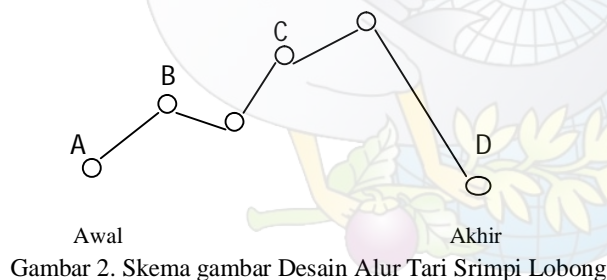 C
B
A
D
Awal Akhir
Gambar 2. Skema gambar Desain Alur Tari Srimpi Lobong